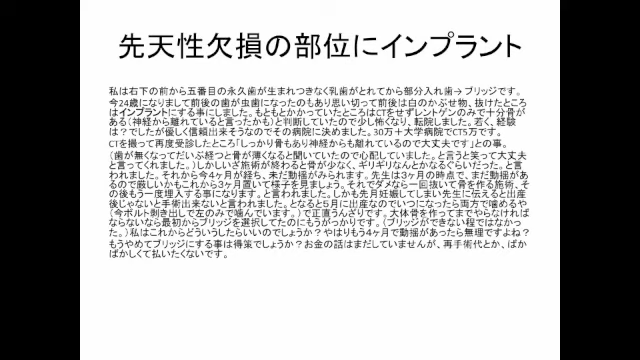 先天性欠損の部位にインプラント
私は右下の前から五番目の永久歯が生まれつきなく乳歯がとれてから部分入れ歯→ブリッジです。
今24歳になりまして前後の歯が虫歯になったのもあり思い切って前後は白のかぶせ物、抜けたところ
はインプラントにする事にしました。もともとかかっていたところはCTをせずレントゲンのみで十分骨が
ある（神経から離れていると言ったかも）と判断していたので少し怖くなり、転院しました。若く、経験
は？でしたが優しく信頼出来そうなのでその病院に決めました。30万＋大学病院でCT5万です。
CTを撮って再度受診したところ「しっかり骨もあり神経からも離れているので大丈夫です」との事。
（歯が無くなってだいぶ経つと骨が薄くなると聞いていたので心配していました。と言うと笑って大丈夫
と言ってくれました。）しかしいざ施術が終わると骨が少なく、ギリギリなんとかなるぐらいだった。と言
われました。それから今4ヶ月が経ち、未だ動揺がみられます。先生は3ヶ月の時点で、まだ動揺があ
るので厳しいかもこれから3ヶ月置いて様子を見ましょう。それでダメなら一回抜いて骨を作る施術、そ
の後もう一度埋入する事になります。と言われました。しかも先月妊娠してしまい先生に伝えると出産
後じゃないと手術出来ないと言われました。となると5月に出産なのでいつになったら両方で噛めるや
（今ボルト剥き出しで左のみで噛んでいます。）で正直うんざりです。大体骨を作ってまでやらなければ
ならないなら最初からブリッジを選択してたのにもうがっかりです。（ブリッジができない程ではなかっ
た。）私はこれからどういうしたらいいのでしょうか？やはりもう4ヶ月で動揺があったら無理ですよね？
もうやめてブリッジにする事は得策でしょうか？お金の話はまだしていませんが、再手術代とか、ばか
ばかしくて払いたくないです。